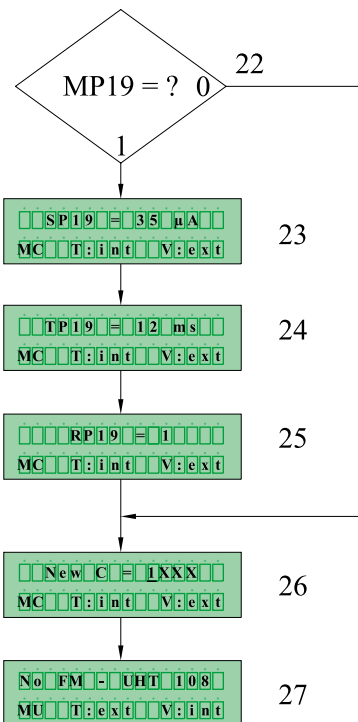 22
MP19 = ? 0
1
SP19 = 35 µA
MC T:int V:ext
23
TP19 = 12 ms
MC T:int V:ext
24
RP19 = 1
MC T:int V:ext
25
New C = 1XXX
MC T:int V:ext
26
No FM - UHT 108
MU T:ext V:int
27